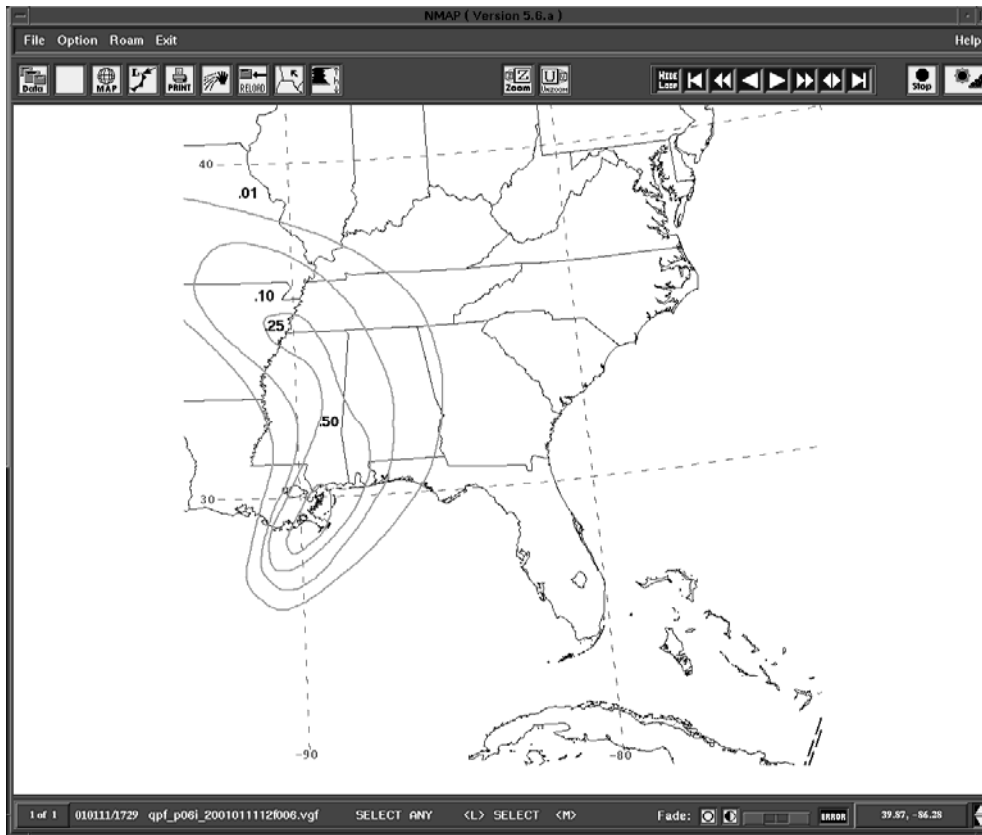 NMAP ( Version 5.6.a )
File Option Roam Exit Help
Data MAP PRINT RELOAD Zoom UNZOOM HIDE LOOP Stop
40
.01
.10
.25
.50
30
-90
-80
1 of 1 010111/1729 qpf_p06i_2001011112f006.vgf SELECT ANY <L> SELECT <M> Fade: ERROR 39.87, -86.28